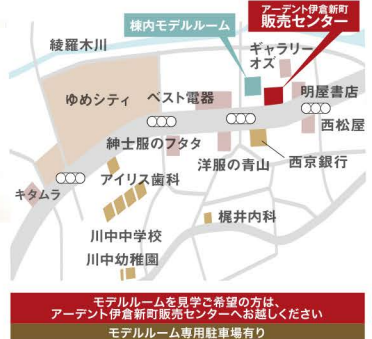 アーデント伊倉新町
販売センター
棟内モデルルーム
綾羅木川
ギャラリー
オズ
ゆめシティ
ベスト電器
明屋書店
西松屋
紳士服のフタタ
洋服の青山
西京銀行
キタムラ
アイリス歯科
梶井内科
川中中学校
川中幼稚園
モデルルームを見学ご希望の方は、
アーデント伊倉新町販売センターへお越しください
モデルルーム専用駐車場有り